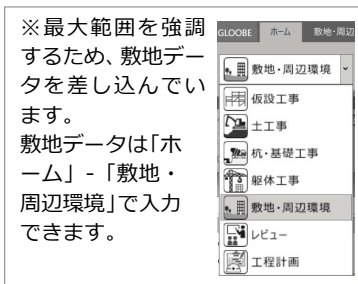 ※最大範囲を強調
するため、敷地デー
タを差し込んでい
ます。
敷地データは「ホ
ーム」-「敷地・
周辺環境」で入力
できます。
GLOOBE ホーム 敷地・周辺
敷地・周辺環境
仮設工事
土工事
杭・基礎工事
躯体工事
敷地・周辺環境
レビュー
工程計画